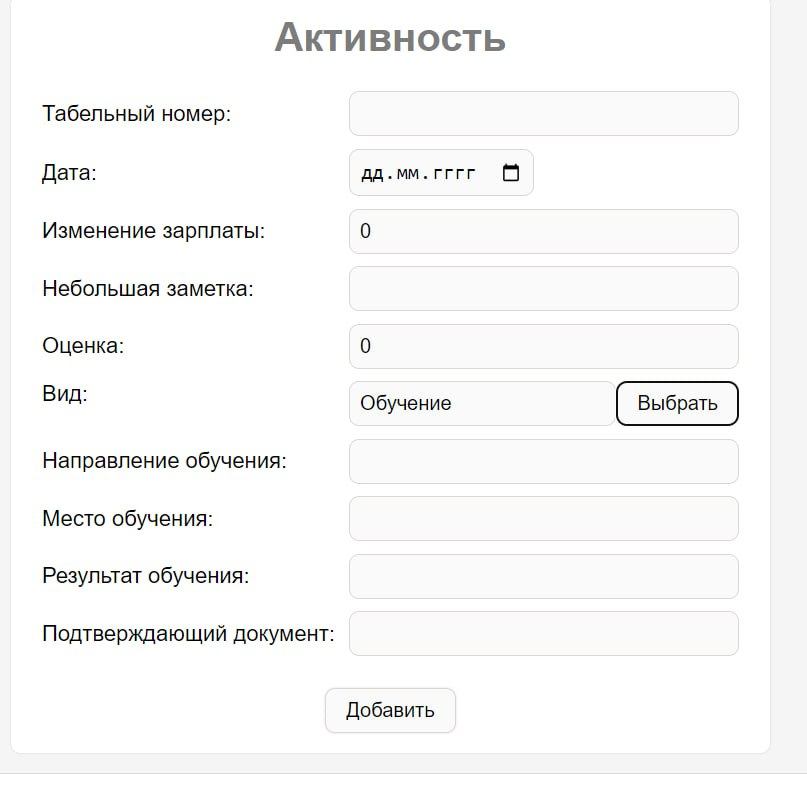 Активность
Табельный номер:
Дата: дд.мм.гггг
Изменение зарплаты: 0
Небольшая заметка:
Оценка: 0
Вид: Обучение Выбрать
Направление обучения:
Место обучения:
Результат обучения:
Подтверждающий документ:
Добавить